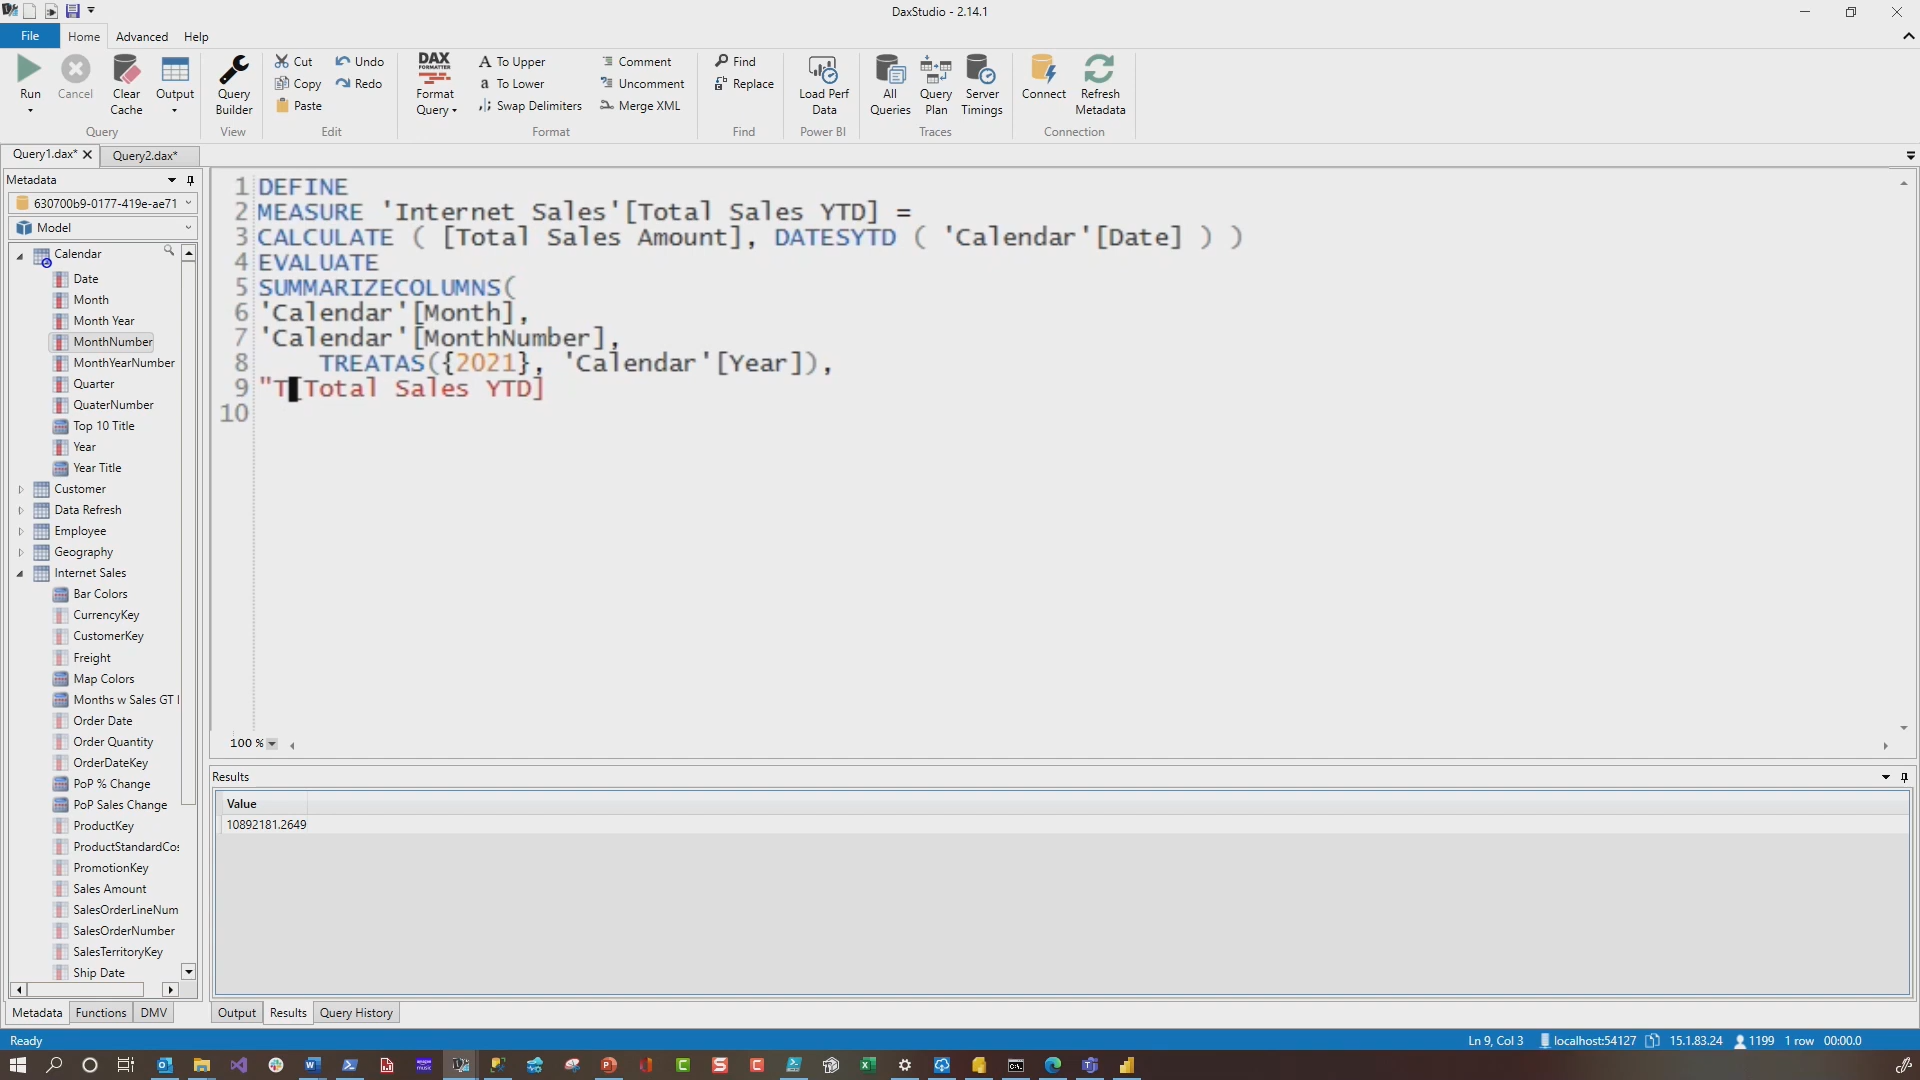 DaxStudio - 2.14.1
File
Home
Advanced
Help
Run
Cancel
Clear Cache
Output
Query
Query Builder
View
Cut
Copy
Paste
Undo
Redo
Edit
DAX
FORMATTER
Format Query
To Upper
To Lower
Swap Delimiters
Comment
Uncomment
Merge XML
Format
Find
Replace
Find
Load Perf Data
Power BI
All Queries
Query Plan
Server Timings
Traces
Connect
Refresh Metadata
Connection
Query1.dax*
Query2.dax*
Metadata
630700b9-0177-419e-ae71
Model
Calendar
Date
Month
Month Year
MonthNumber
MonthYearNumber
Quarter
QuaterNumber
Top 10 Title
Year
Year Title
Customer
Data Refresh
Employee
Geography
Internet Sales
Bar Colors
CurrencyKey
CustomerKey
Freight
Map Colors
Months w Sales GT
Order Date
Order Quantity
OrderDateKey
PoP % Change
PoP Sales Change
ProductKey
ProductStandardCos
PromotionKey
Sales Amount
SalesOrderLineNum
SalesOrderNumber
SalesTerritoryKey
Ship Date
Metadata
Functions
DMV
1 DEFINE
2 MEASURE 'Internet Sales'[Total Sales YTD] =
3 CALCULATE ( [Total Sales Amount], DATESYTD ( 'Calendar'[Date] ) )
4 EVALUATE
5 SUMMARIZECOLUMNS(
6 'Calendar'[Month],
7 'Calendar'[MonthNumber],
8 TREATAS({2021}, 'Calendar'[Year]),
9 "T[Total Sales YTD]
10
100 %
Results
Value
10892181.2649
Output
Results
Query History
Ready
Ln 9, Col 3
localhost:54127
15.1.83.24
1199
1 row
00:00.0